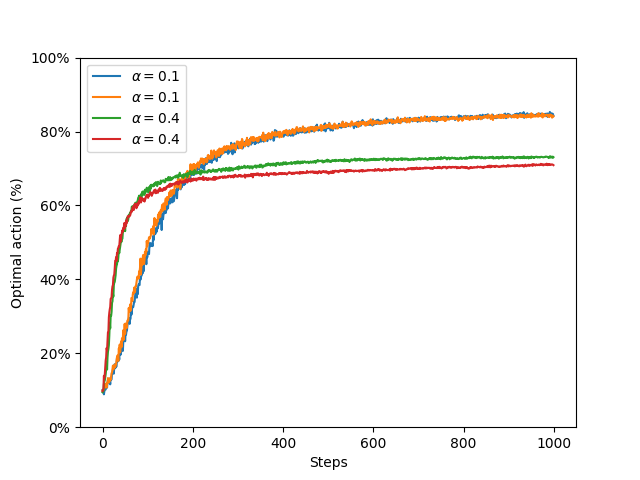 100%
80%
60%
40%
20%
0%
Optimal action (%)
α = 0.1
α = 0.1
α = 0.4
α = 0.4
0 200 400 600 800 1000
Steps